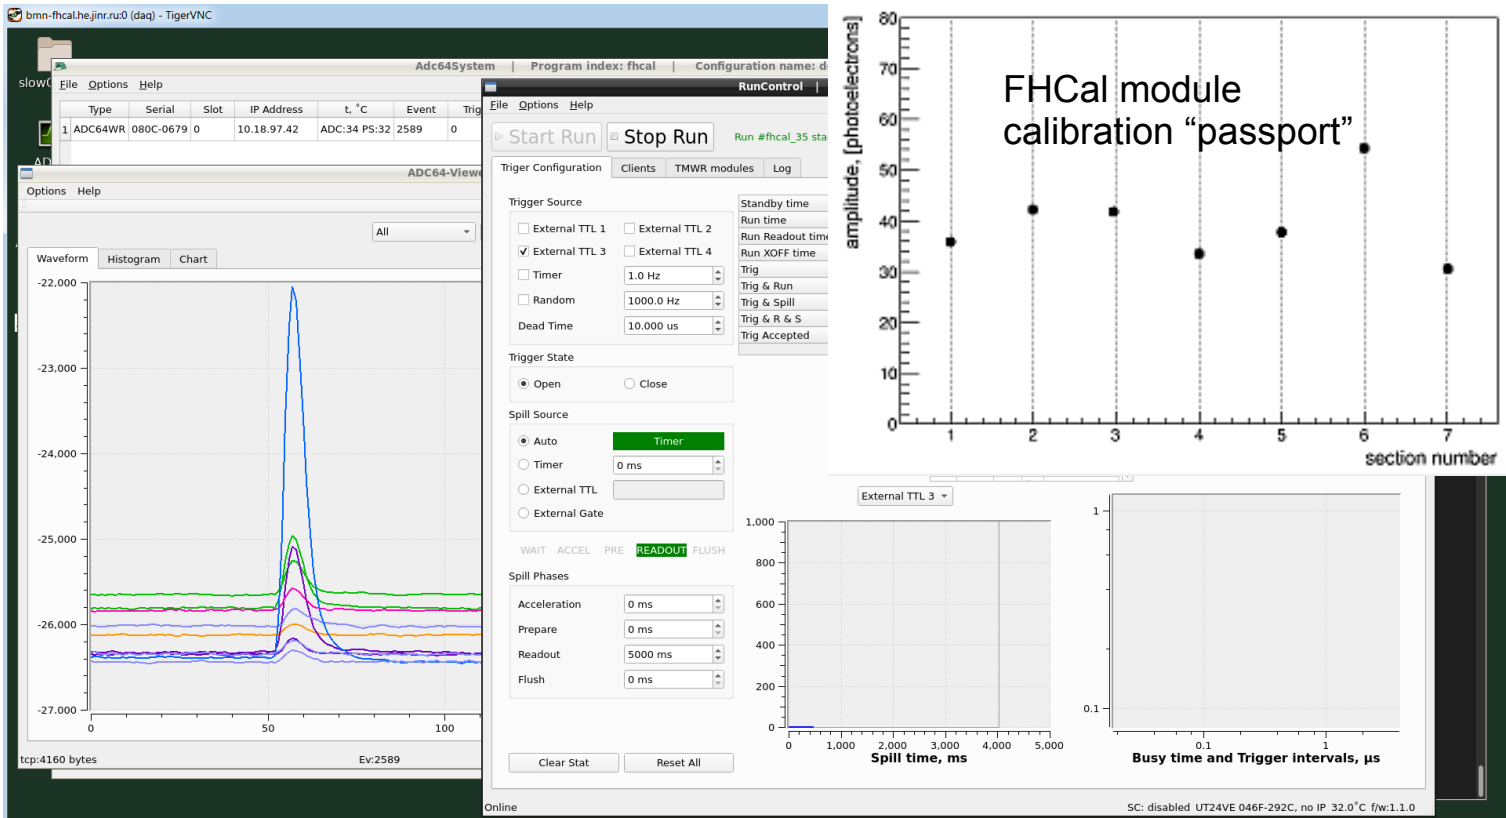 bmn-fhcal.he.jinr.ru:0 (daq) - TigerVNC
Adc64System | Program index: fhcal | Configuration name:
File Options Help
Type Serial Slot IP Address t, ˚C Event
1 ADC64WR 080C-0679 0 10.18.97.42 ADC:34 PS:32 2589 0
Options Help
All
Waveform Histogram Chart
-22,000
-23,000
-24,000
-25,000
-26,000
-27,000
0 50 100
tcp:4160 bytes Ev:2589
RunControl |
File Options Help
Start Run Stop Run Run #fhcal_35
Triger Configuration Clients TMWR modules Log
Trigger Source
External TTL 1 External TTL 2
External TTL 3 External TTL 4
Timer 1.0 Hz
Random 1000.0 Hz
Dead Time 10.000 us
Trigger State
Open Close
Spill Source
Auto Timer
Timer 0 ms
External TTL
External Gate
WAIT ACCEL PRE READOUT FLUSH
Spill Phases
Acceleration 0 ms
Prepare 0 ms
Readout 5000 ms
Flush 0 ms
Clear Stat Reset All
Standby time
Run time
Run Readout time
Run XOFF time
Trig
Trig & Run
Trig & Spill
Trig & R & S
Trig Accepted
External TTL 3
1,000
800
600
400
200
0
0 1,000 2,000 3,000 4,000 5,000
Spill time, ms
1
0.1
0.1 1
Busy time and Trigger intervals, µs
Online SC: disabled UT24VE 046F-292C, no IP 32.0˚C f/w:1.1.0
FHCal module
calibration “passport”
amplitude, [photoelectrons]
80
70
60
50
40
30
20
10
0
1 2 3 4 5 6 7
section number